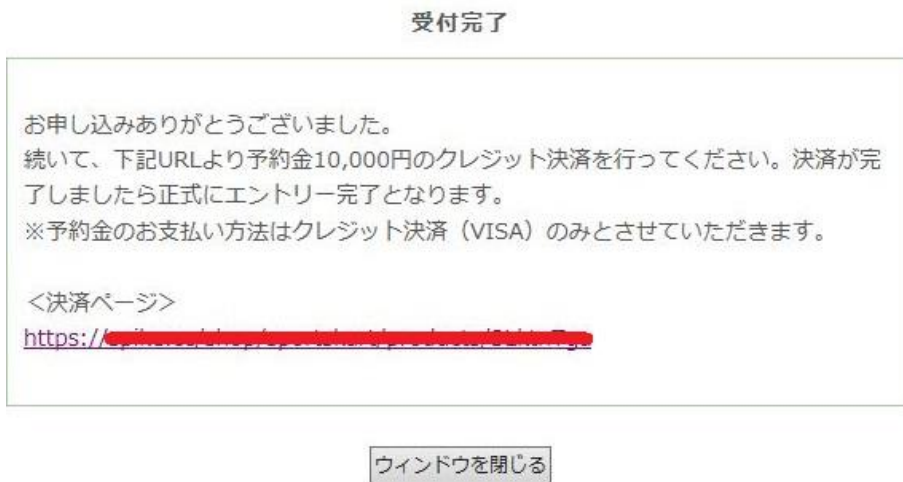 受付完了
お申し込みありがとうございました。
続いて、下記URLより予約金10,000円のクレジット決済を行ってください。決済が完
了しましたら正式にエントリー完了となります。
※予約金のお支払い方法はクレジット決済（VISA）のみとさせていただきます。
＜決済ページ＞
https://
ウィンドウを閉じる